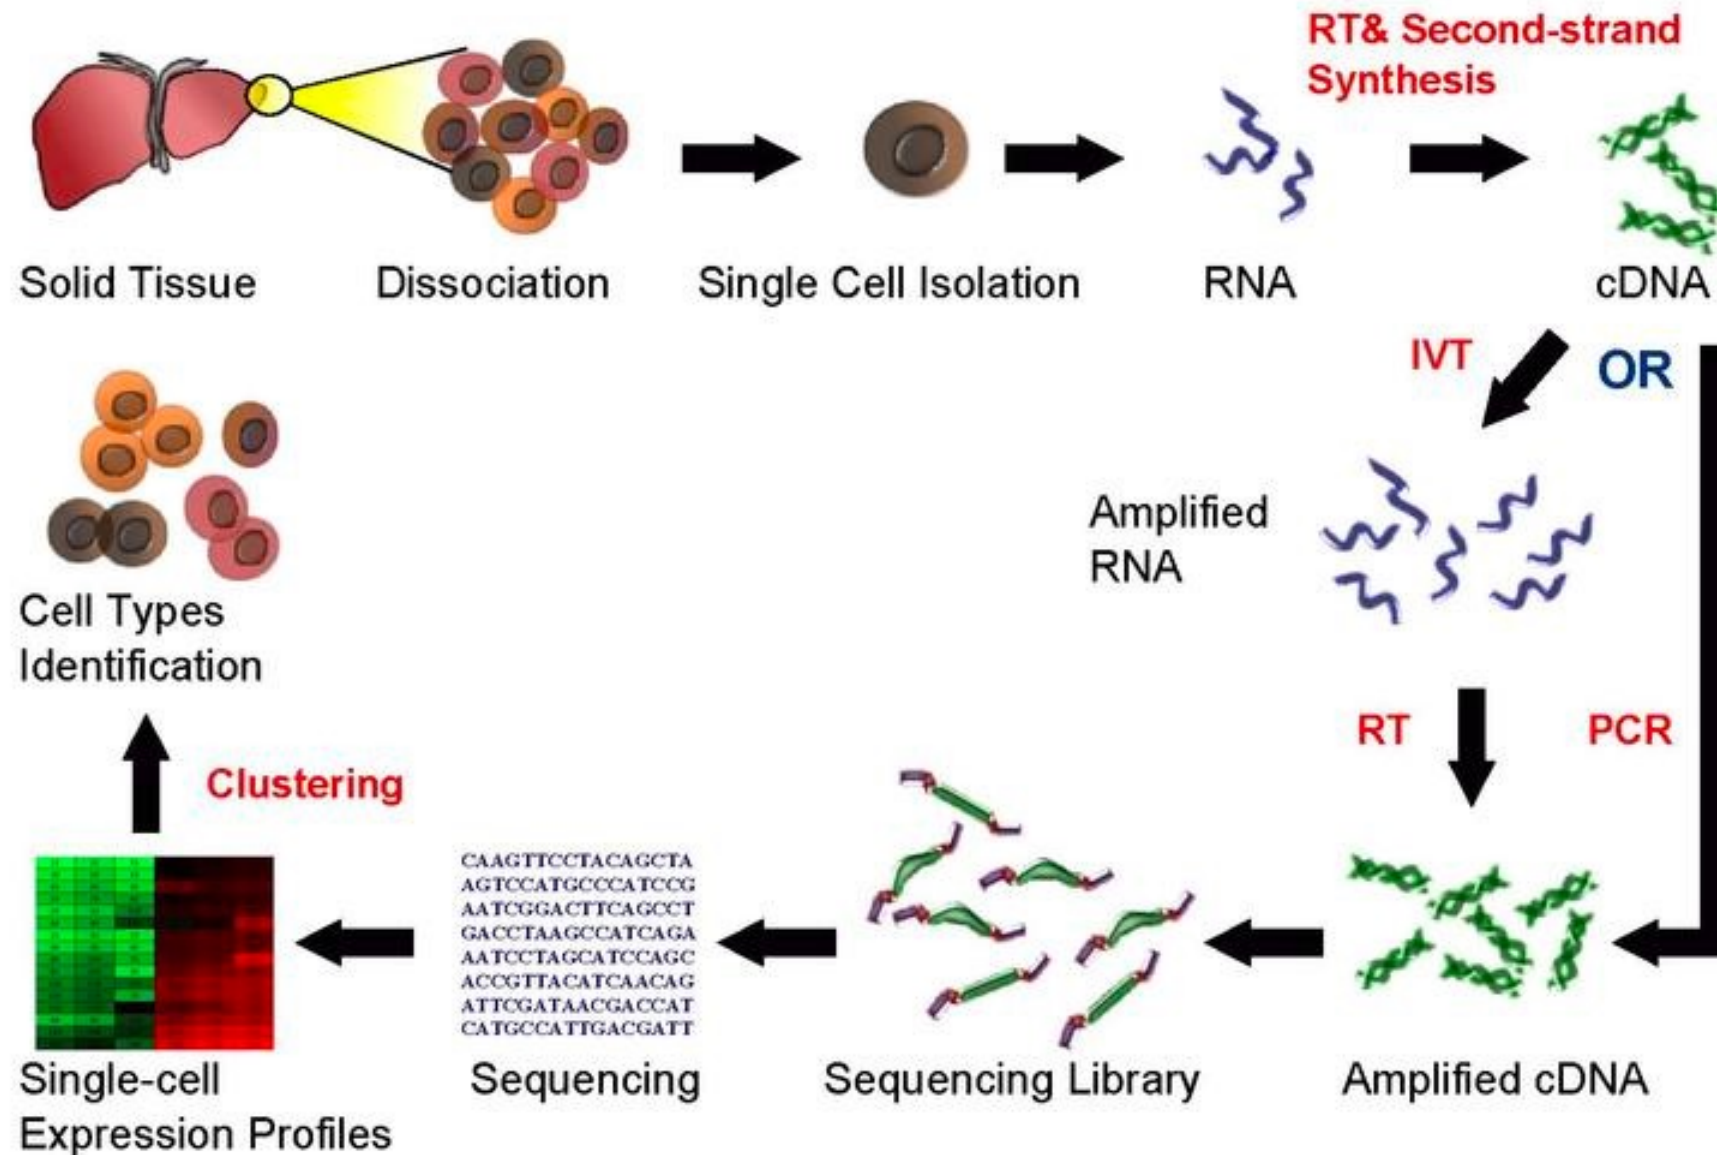 RT& Second-strand
Synthesis
Solid Tissue
Dissociation
Single Cell Isolation
RNA
cDNA
IVT
OR
Amplified
RNA
RT
PCR
Cell Types
Identification
Clustering
CAAGTTCCTACAGCTA
AGTCCATGCCCATCCG
AATCGGACTTCAGCCT
GACCTAAGCCATCAGA
AATCCTAGCATCCAGC
ACCGTTACATCAACAG
ATTCGATAACGACCAT
CATGCCATTGACGATT
Single-cell
Expression Profiles
Sequencing
Sequencing Library
Amplified cDNA